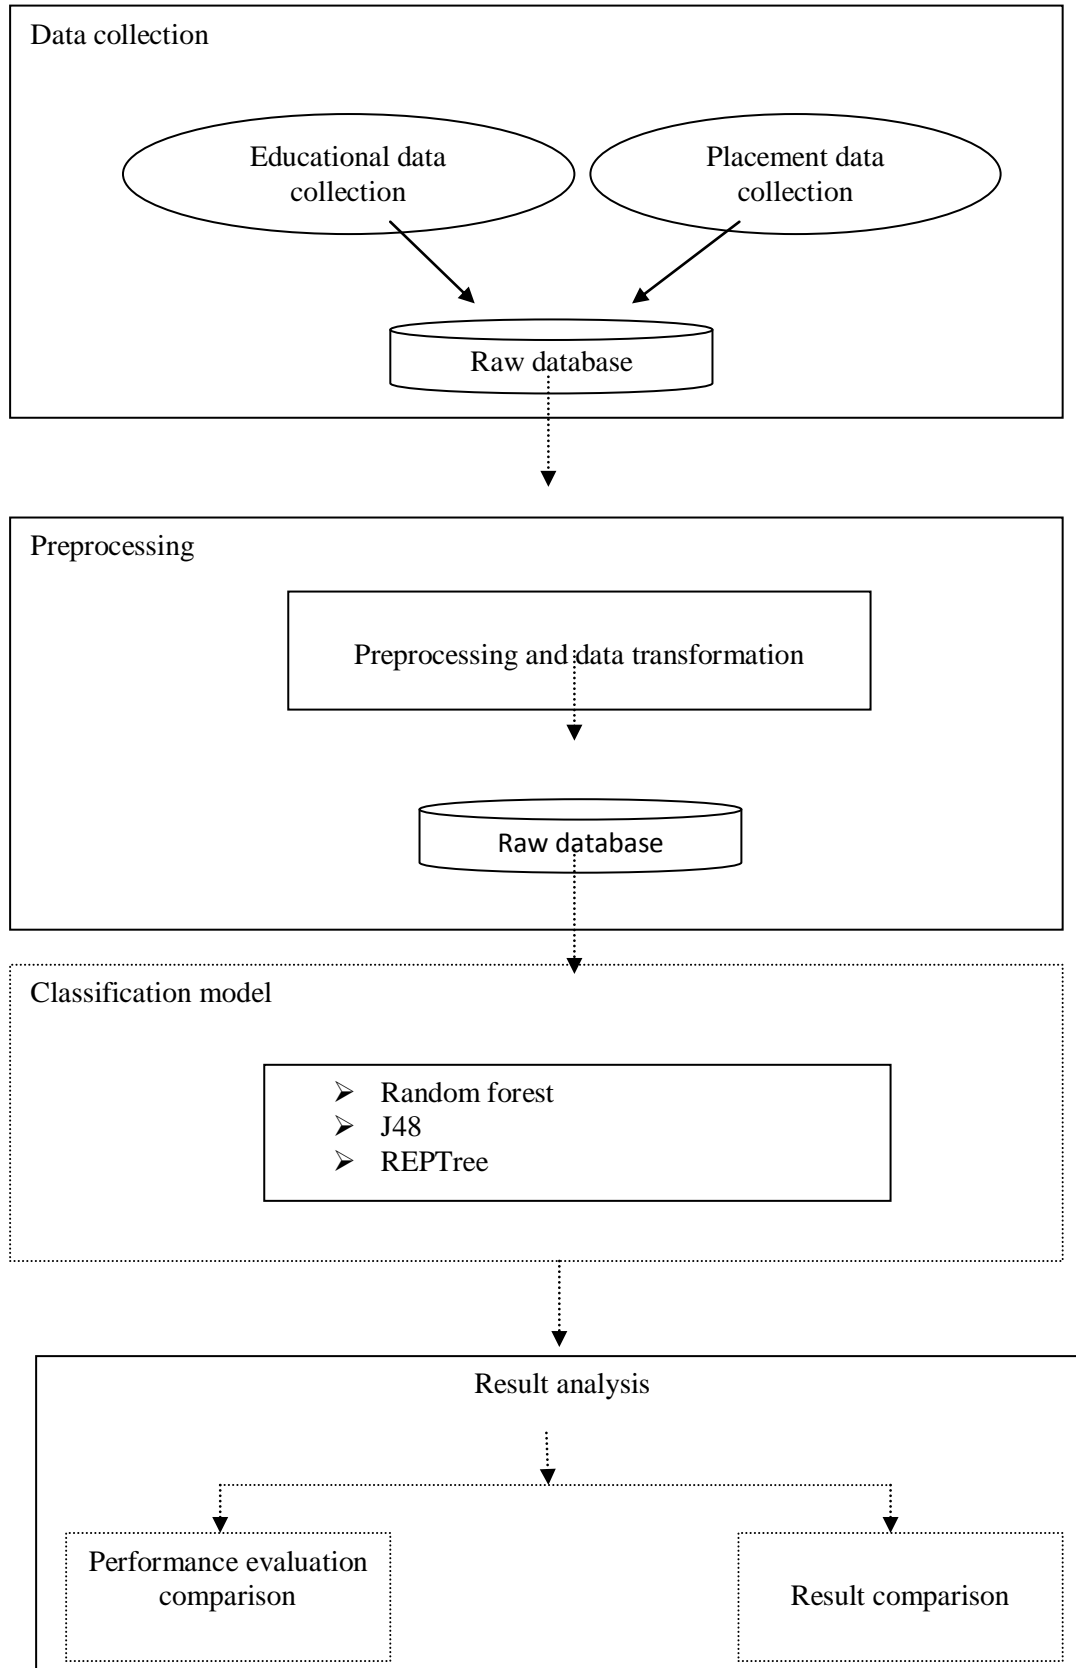 Data collection
Educational data
collection
Placement data
collection
Raw database
Preprocessing
Preprocessing and data transformation
Raw database
Classification model
➢ Random forest
➢ J48
➢ REPTree
Result analysis
Performance evaluation
comparison
Result comparison